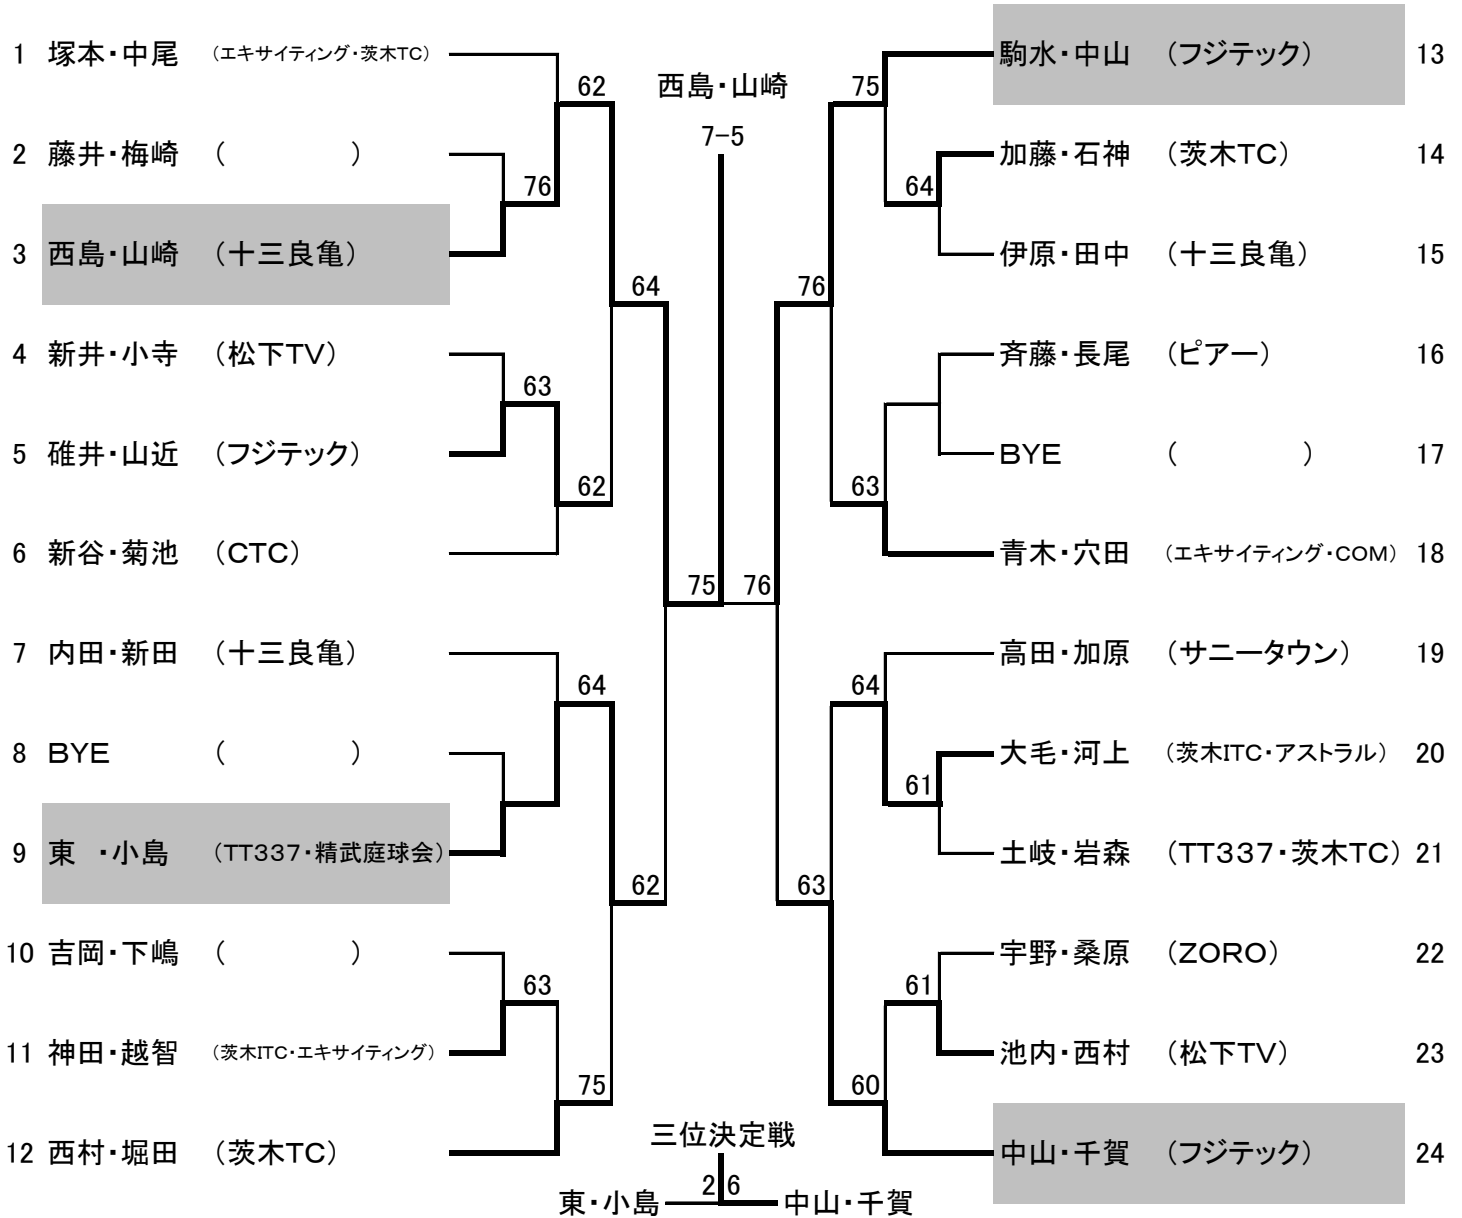 1 塚本・中尾 (エキサイティング・茨木TC)
2 藤井・梅崎 ( )
3 西島・山崎 (十三良亀)
4 新井・小寺 (松下TV)
5 碓井・山近 (フジテック)
6 新谷・菊池 (CTC)
7 内田・新田 (十三良亀)
8 BYE ( )
9 東 ・小島 (TT337・精武庭球会)
10 吉岡・下嶋 ( )
11 神田・越智 (茨木ITC・エキサイティング)
12 西村・堀田 (茨木TC)
62
76
64
63
62
75
64
62
63
75
西島・山崎
7-5
75
64
76
63
76
64
61
63
61
60
駒水・中山 (フジテック) 13
加藤・石神 (茨木TC) 14
伊原・田中 (十三良亀) 15
斉藤・長尾 (ピアー) 16
BYE ( ) 17
青木・穴田 (エキサイティング・COM) 18
高田・加原 (サニータウン) 19
大毛・河上 (茨木ITC・アストラル) 20
土岐・岩森 (TT337・茨木TC) 21
宇野・桑原 (ZORO) 22
池内・西村 (松下TV) 23
中山・千賀 (フジテック) 24
三位決定戦
東・小島 2 6 中山・千賀